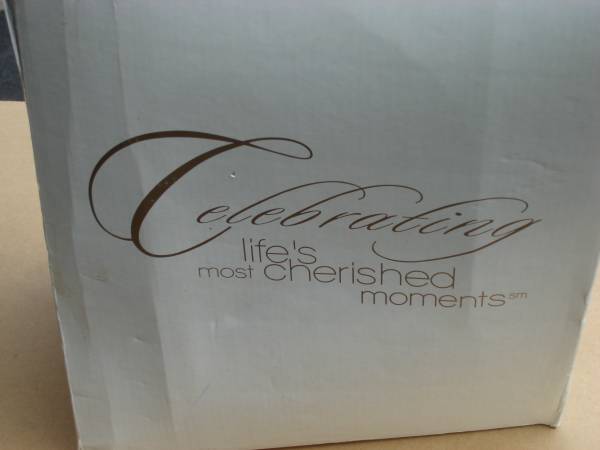 Celebrating
life's
most cherished
moments℠